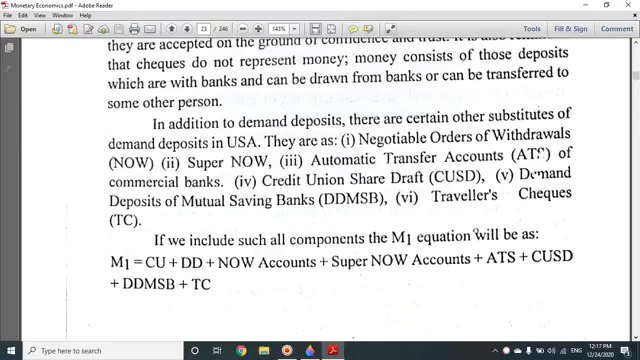 Monetary Economics.pdf - Adobe Reader
File Edit View Window Help
Open 23 / 246 143% Tools Fill & Sign Comment
they are accepted on the ground of confidence and trust. It is also
that cheques do not represent money; money consists of those deposits
which are with banks and can be drawn from banks or can be transferred to
some other person.
In addition to demand deposits, there are certain other substitutes of
demand deposits in USA. They are as: (i) Negotiable Orders of Withdrawals
(NOW) (ii) Super NOW, (iii) Automatic Transfer Accounts (ATS) of
commercial banks. (iv) Credit Union Share Draft (CUSD), (v) Demand
Deposits of Mutual Saving Banks (DDMSB), (vi) Traveller's Cheques
(TC).
If we include such all components the M1 equation will be as:
M1 = CU + DD + NOW Accounts + Super NOW Accounts + ATS + CUSD
+ DDMSB + TC
Type here to search
ENG
12:17 PM
12/24/2020